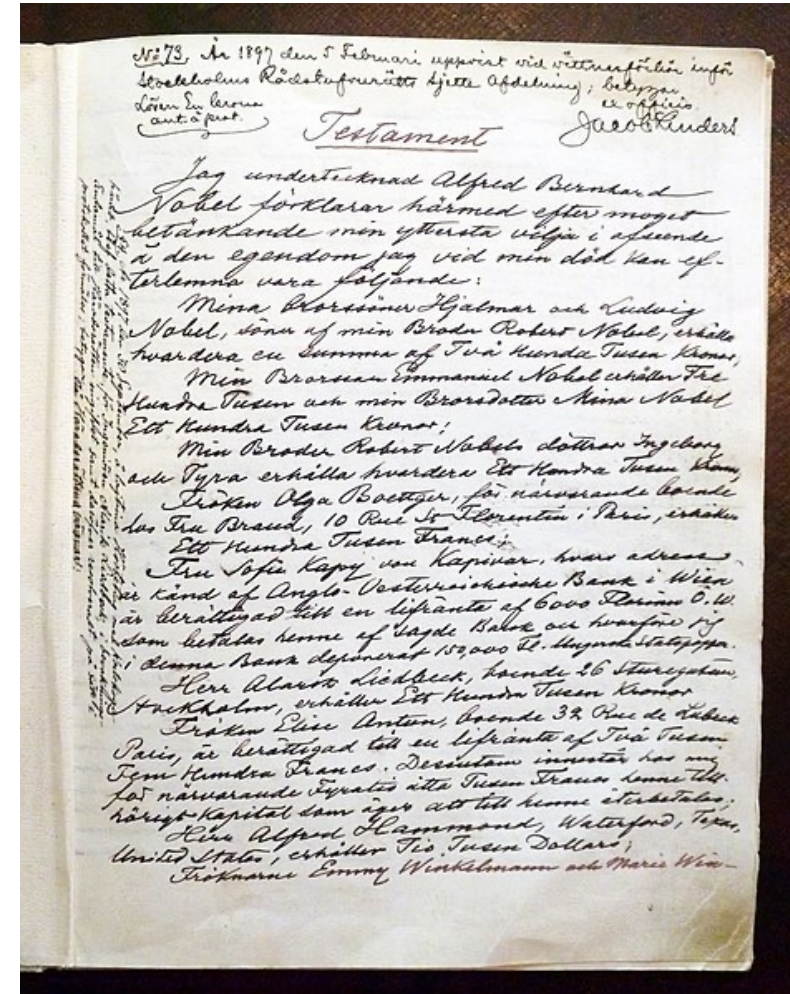 No 73, År 1897 den 5 Februari uppvist vid vittnesförhör inför
Stockholms Rådstufvurätts sjette Afdelning; betygar
Lösen En krona
ex officio.
ant. à prot.
Jacob Linders
Testament
Jag undertecknad Alfred Bernhard
Nobel förklarar härmed efter moget
betänkande min yttersta vilja i afseende
å den egendom jag vid min död kan ef-
terlemna vara följande:
Mina brorssöner Hjalmar och Ludvig
Nobel, söner af min Broder Robert Nobel, erhålla
hvardera en summa af Två Hundra Tusen Kronor,
Min Brorson Emmanuel Nobel erhåller Tre
Hundra Tusen och min Brorsdotter Mina Nobel
Ett Hundra Tusen Kronor;
Min Broder Robert Nobels döttrar Ingeborg
och Tyra erhålla hvardera Ett Hundra Tusen Kronor,
Fröken Olga Boettger, för närvarande boende
hos Fru Brand, 10 Rue St Florentin i Paris, erhåller
Ett Hundra Tusen Francs;
Fru Sofie Kapy von Kapivar, hvars adress
är känd af Anglo-Oesterreichische Bank i Wien
är berättigad till en lifränta af 6000 Florins Ö.W.
som betalas henne af sagde Bank och hvarföre jag
i denna Bank deponerat 150,000 Fl. i Ungerska Statspapper.
Herr Alarik Liedbeck, boende 26 Sturegatan,
Stockholm, erhåller Ett Hundra Tusen Kronor
Fröken Elise Antun, boende 32 Rue de Lubeck
Paris, är berättigad till en lifränta af Två Tusen
Fem Hundra Francs. Desutom innestår hos mig
för närvarande Fyratio åtta Tusen Francs henne till-
hörigt kapital som äger att till henne återbetalas;
Herr Alfred Hammond, Waterford, Texas,
United States, erhåller Tio Tusen Dollars;
Fröknarne Emmy Winkelmann och Marie Win-